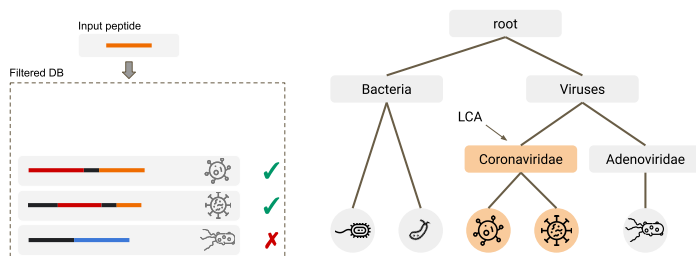 Input peptide
Filtered DB
root
Bacteria
Viruses
LCA
Coronaviridae
Adenoviridae